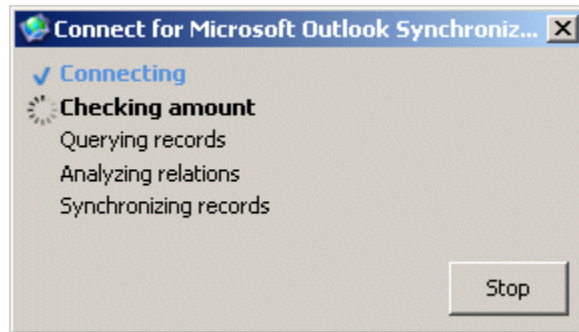 Connect for Microsoft Outlook Synchroniz...
Connecting
Checking amount
Querying records
Analyzing relations
Synchronizing records
Stop